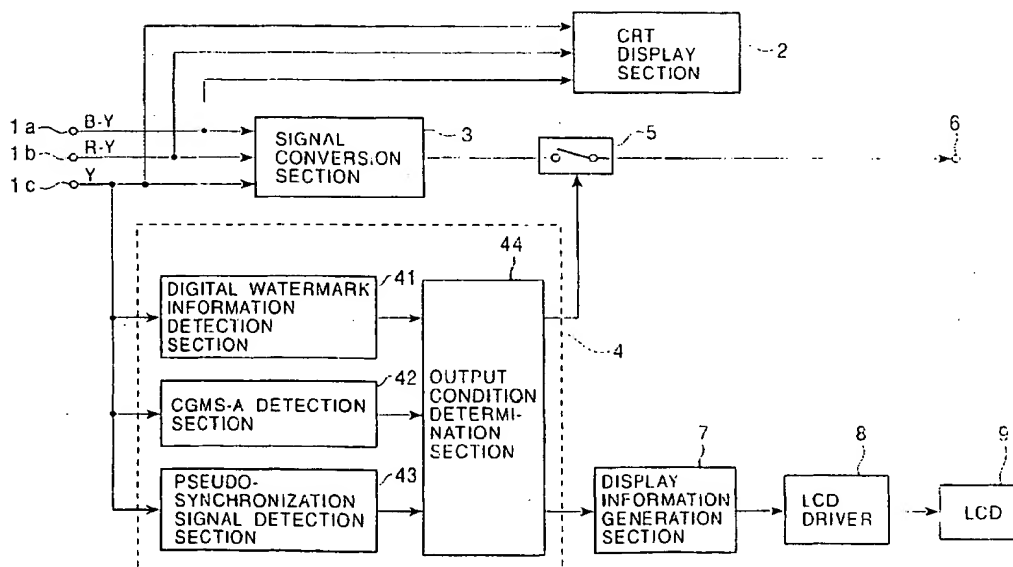 CRT
DISPLAY
SECTION
2
1a
B-Y
1b
R-Y
1c
Y
SIGNAL
CONVERSION
SECTION
3
5
6
44
DIGITAL WATERMARK
INFORMATION
DETECTION
SECTION
41
4
CGMS-A DETECTION
SECTION
42
OUTPUT
CONDITION
DETERMI-
NATION
SECTION
PSEUDO-
SYNCHRONIZATION
SIGNAL DETECTION
SECTION
43
7
DISPLAY
INFORMATION
GENERATION
SECTION
8
LCD
DRIVER
9
LCD